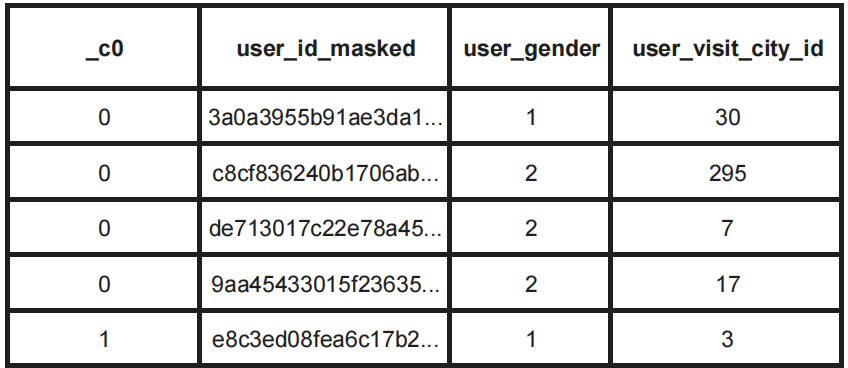 _c0 user_id_masked user_gender user_visit_city_id
0 3a0a3955b91ae3da1... 1 30
0 c8cf836240b1706ab... 2 295
0 de713017c22e78a45... 2 7
0 9aa45433015f23635... 2 17
1 e8c3ed08fea6c17b2... 1 3